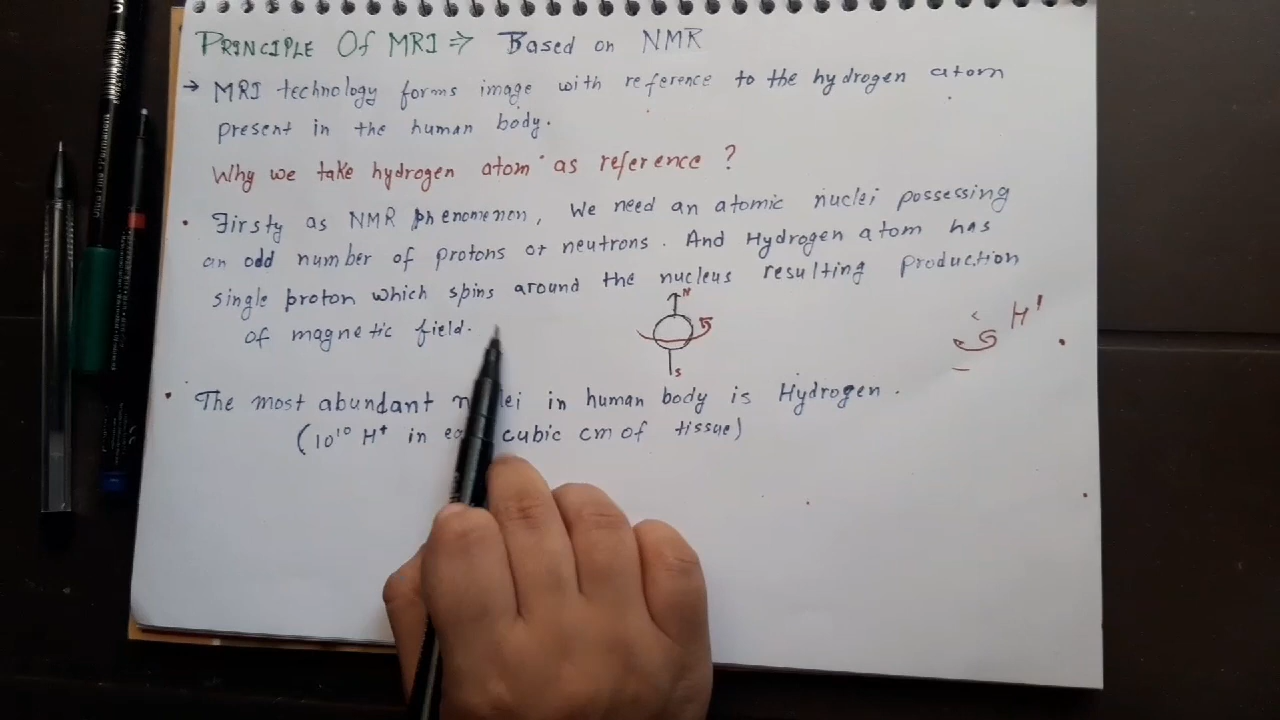 PRINCIPLE Of MRI ⇒ Based on NMR
→ MRI technology forms image with reference to the hydrogen atom
present in the human body.
Why we take hydrogen atom as reference ?
• Firsty as NMR phenomenon, We need an atomic nuclei possessing
an odd number of protons or neutrons. And Hydrogen atom has
single proton which spins around the nucleus resulting production
of magnetic field.
N
S
H'
• The most abundant in human body is Hydrogen.
(10¹⁰ H⁺ in cubic cm of tissue)